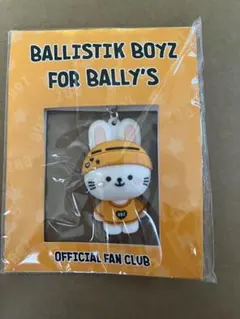 BALLISTIK BOYZ
FOR BALLY'S
OFFICIAL FAN CLUB